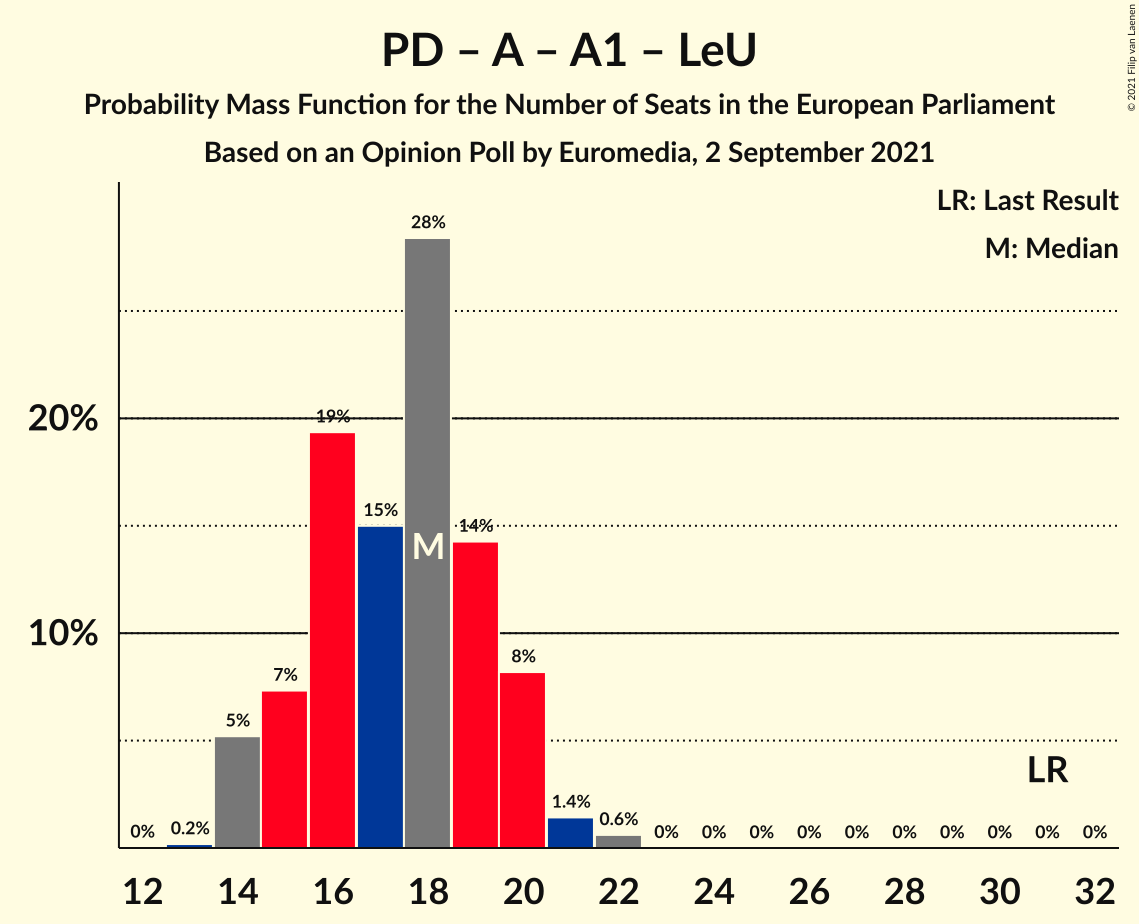 PD – A – A1 – LeU
Probability Mass Function for the Number of Seats in the European Parliament
Based on an Opinion Poll by Euromedia, 2 September 2021
© 2021 Filip van Laenen
LR: Last Result
M: Median
20%
10%
0%
0.2%
5%
7%
19%
15%
28%
M
14%
8%
1.4%
0.6%
0%
0%
0%
0%
0%
0%
0%
0%
0%
0%
LR
12 14 16 18 20 22 24 26 28 30 32